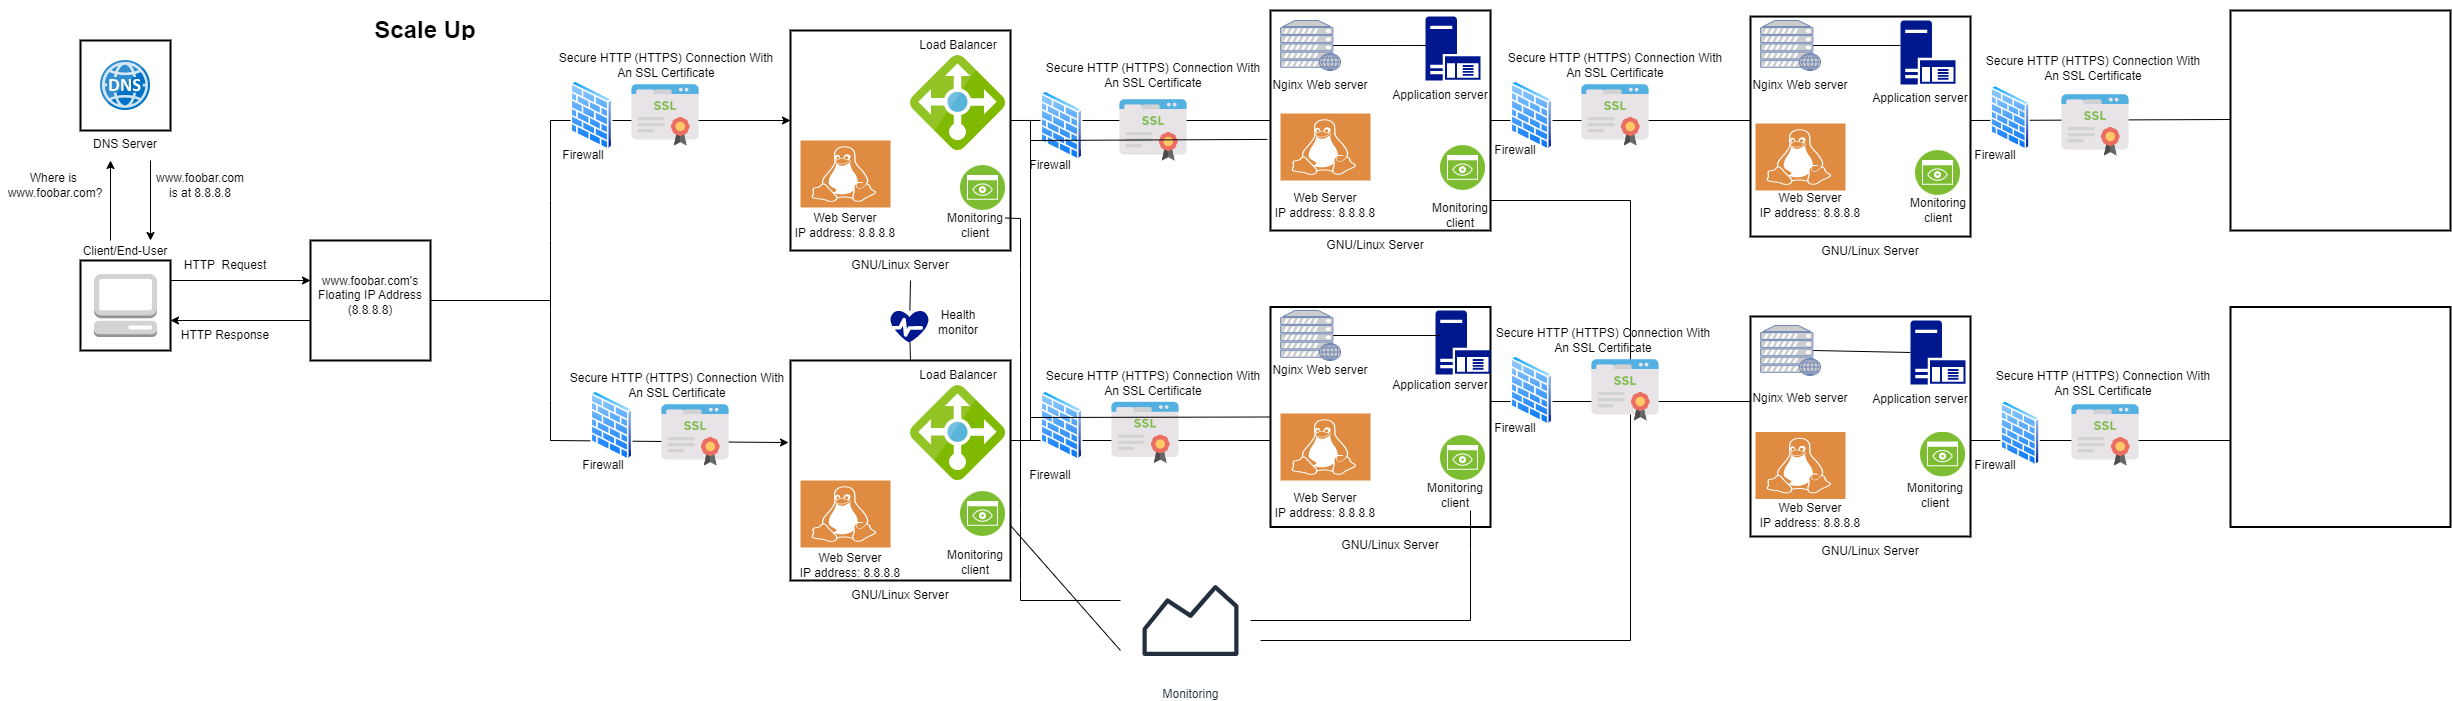 Scale Up
DNS
DNS Server
Where is
www.foobar.com?
www.foobar.com
is at 8.8.8.8
Client/End-User
HTTP  Request
HTTP Response
www.foobar.com's
Floating IP Address
(8.8.8.8)
Secure HTTP (HTTPS) Connection With
An SSL Certificate
SSL
Firewall
Secure HTTP (HTTPS) Connection With
An SSL Certificate
SSL
Firewall
Load Balancer
Web Server
IP address: 8.8.8.8
Monitoring
client
GNU/Linux Server
Health
monitor
Load Balancer
Web Server
IP address: 8.8.8.8
Monitoring
client
GNU/Linux Server
Secure HTTP (HTTPS) Connection With
An SSL Certificate
SSL
Firewall
Secure HTTP (HTTPS) Connection With
An SSL Certificate
SSL
Firewall
Nginx Web server
Application server
Web Server
IP address: 8.8.8.8
Monitoring
client
GNU/Linux Server
Nginx Web server
Application server
Web Server
IP address: 8.8.8.8
Monitoring
client
GNU/Linux Server
Monitoring
Secure HTTP (HTTPS) Connection With
An SSL Certificate
SSL
Firewall
Secure HTTP (HTTPS) Connection With
An SSL Certificate
SSL
Firewall
Nginx Web server
Application server
Web Server
IP address: 8.8.8.8
Monitoring
client
GNU/Linux Server
Nginx Web server
Application server
Web Server
IP address: 8.8.8.8
Monitoring
client
GNU/Linux Server
Secure HTTP (HTTPS) Connection With
An SSL Certificate
SSL
Firewall
Secure HTTP (HTTPS) Connection With
An SSL Certificate
SSL
Firewall